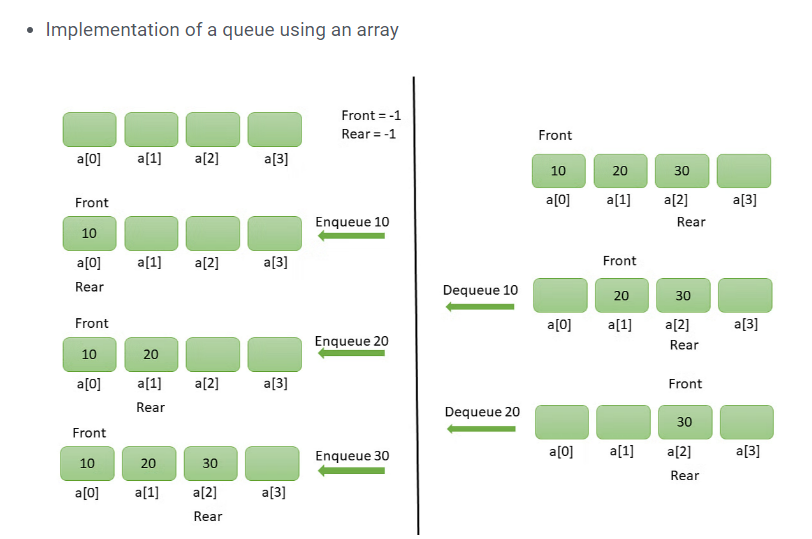 • Implementation of a queue using an array
Front = -1
Rear = -1
a[0] a[1] a[2] a[3]
Front
10
Enqueue 10
a[0] a[1] a[2] a[3]
Rear
Front
10 20
Enqueue 20
a[0] a[1] a[2] a[3]
Rear
Front
10 20 30
Enqueue 30
a[0] a[1] a[2] a[3]
Rear
Front
10 20 30
a[0] a[1] a[2] a[3]
Rear
Front
Dequeue 10
20 30
a[0] a[1] a[2] a[3]
Rear
Front
Dequeue 20
30
a[0] a[1] a[2] a[3]
Rear